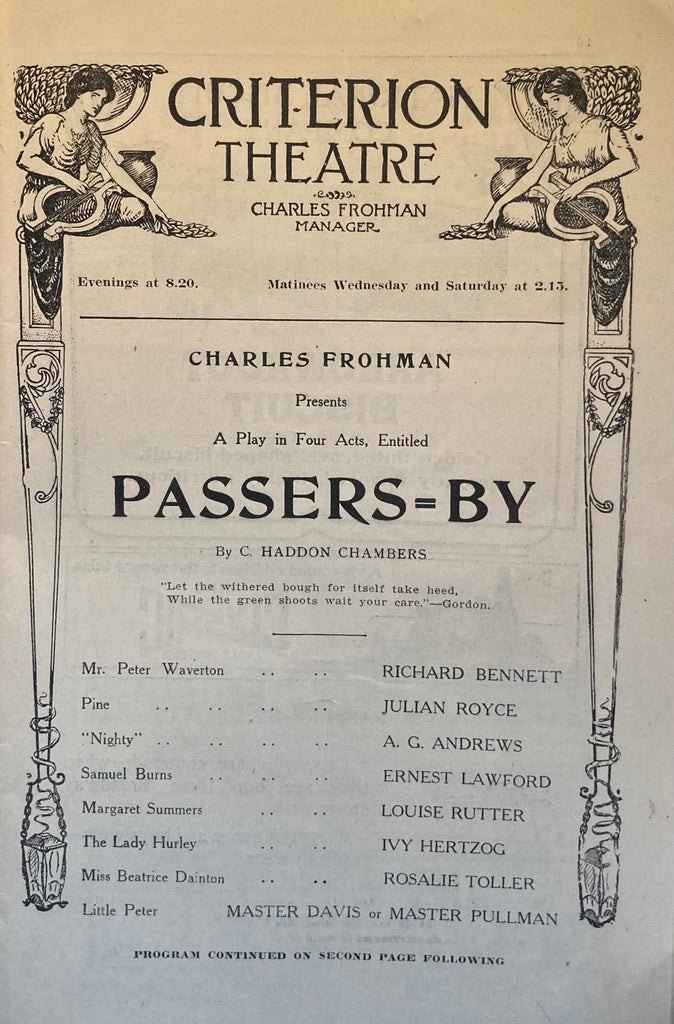 CRITERION
THEATRE
CHARLES FROHMAN
MANAGER
Evenings at 8.20. Matinees Wednesday and Saturday at 2.15.
CHARLES FROHMAN
Presents
A Play in Four Acts, Entitled
PASSERS=BY
By C. HADDON CHAMBERS
"Let the withered bough for itself take heed,
While the green shoots wait your care."—Gordon.
Mr. Peter Waverton .. .. RICHARD BENNETT
Pine .. .. .. .. JULIAN ROYCE
"Nighty" .. .. .. .. A. G. ANDREWS
Samuel Burns .. .. .. ERNEST LAWFORD
Margaret Summers .. .. LOUISE RUTTER
The Lady Hurley .. .. IVY HERTZOG
Miss Beatrice Dainton .. .. ROSALIE TOLLER
Little Peter MASTER DAVIS or MASTER PULLMAN
PROGRAM CONTINUED ON SECOND PAGE FOLLOWING